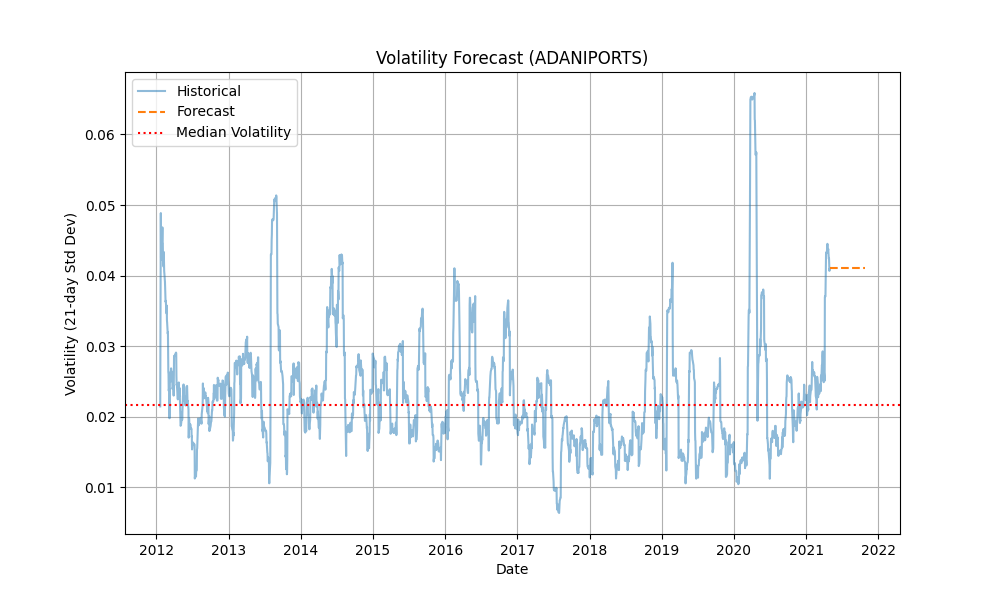 Volatility Forecast (ADANIPORTS)
Historical
Forecast
Median Volatility
Volatility (21-day Std Dev)
0.06
0.05
0.04
0.03
0.02
0.01
2012 2013 2014 2015 2016 2017 2018 2019 2020 2021 2022
Date